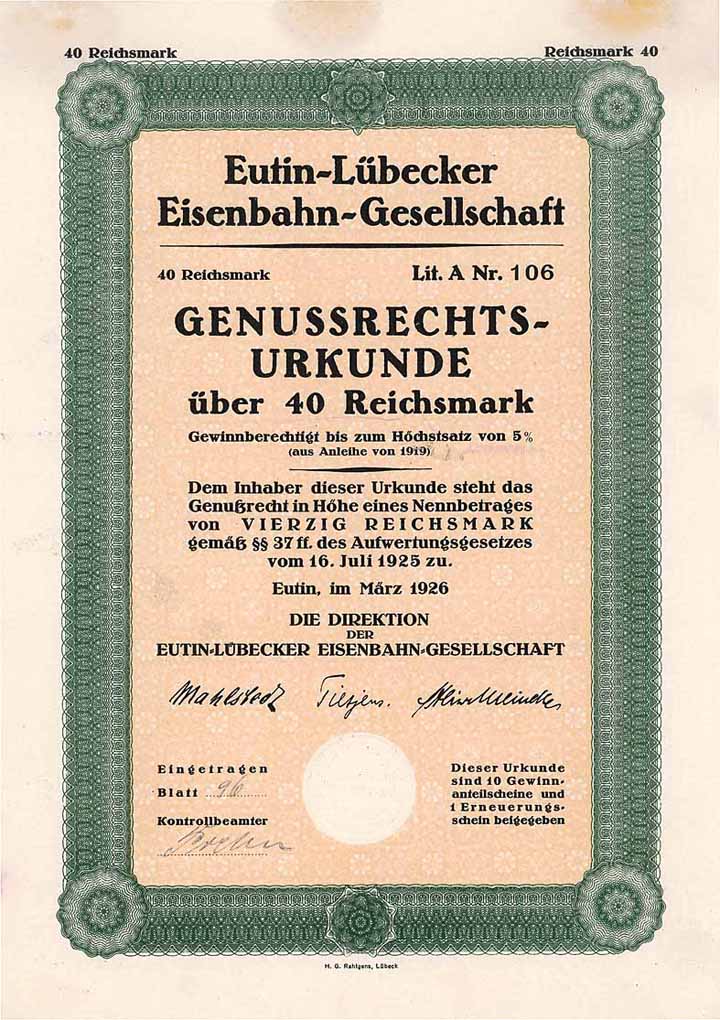 40 Reichsmark
Reichsmark 40
Eutin-Lübecker
Eisenbahn-Gesellschaft
40 Reichsmark
Lit. A Nr. 106
GENUSSRECHTS-
URKUNDE
über 40 Reichsmark
Gewinnberechtigt bis zum Höchstsatz von 5%
(aus Anleihe von 1919)
Dem Inhaber dieser Urkunde steht das
Genußrecht in Höhe eines Nennbetrages
von VIERZIG REICHSMARK
gemäß §§ 37 ff. des Aufwertungsgesetzes
vom 16. Juli 1925 zu.
Eutin, im März 1926
DIE DIREKTION
DER
EUTIN-LÜBECKER EISENBAHN-GESELLSCHAFT
Mahlstedt Tietjens.
Eingetragen
Blatt 96
Kontrollbeamter
Dieser Urkunde
sind 10 Gewinn-
anteilscheine und
1 Erneuerungs-
schein beigegeben
H. G. Rahtgens, Lübeck